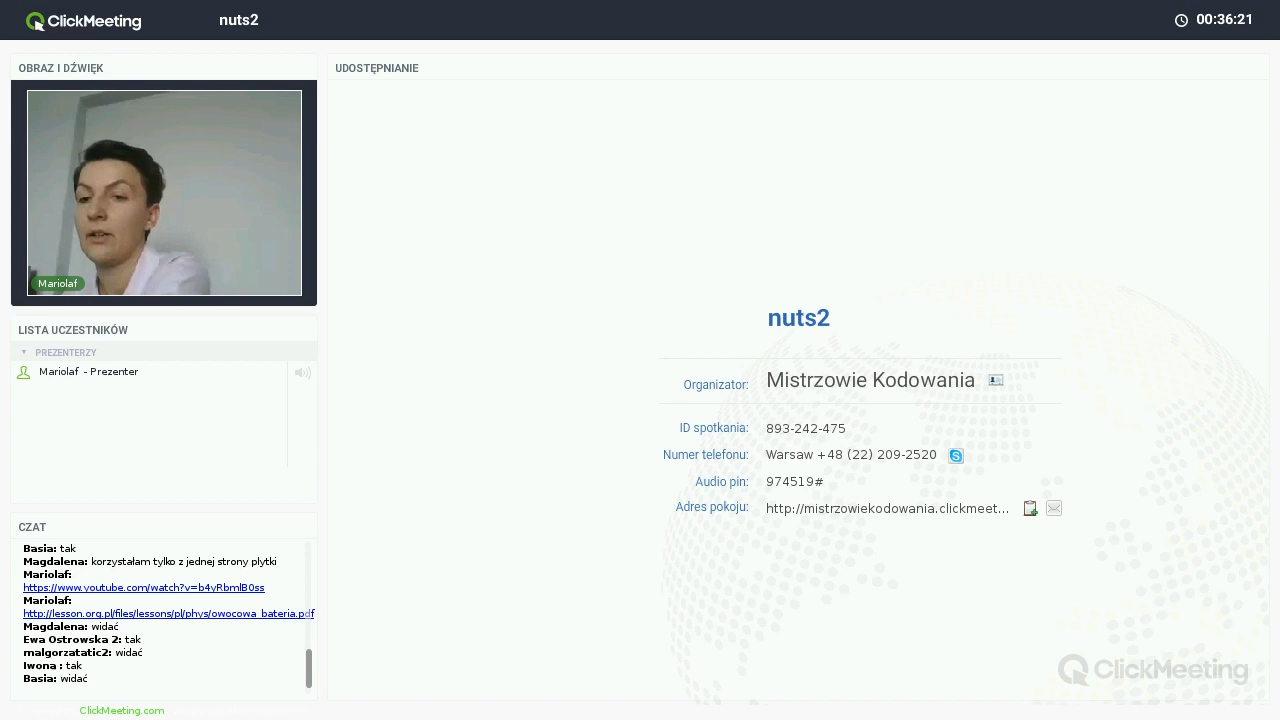 ClickMeeting
nuts2
00:36:21
OBRAZ I DŹWIĘK
Mariolaf
LISTA UCZESTNIKÓW
PREZENTERZY
Mariolaf - Prezenter
CZAT
Basia: tak
Magdalena: korzystałam tylko z jednej strony plytki
Mariolaf:
https://www.youtube.com/watch?v=b4yRbmlB0ss
Mariolaf:
http://lesson.org.pl/files/lessons/pl/phys/owocowa_bateria.pdf
Magdalena: widać
Ewa Ostrowska 2: tak
malgorzatatic2: widać
Iwona : tak
Basia: widać
ClickMeeting.com
UDOSTĘPNIANIE
nuts2
Organizator: Mistrzowie Kodowania
ID spotkania: 893-242-475
Numer telefonu: Warsaw +48 (22) 209-2520
Audio pin: 974519#
Adres pokoju: http://mistrzowiekodowania.clickmeet...
ClickMeeting